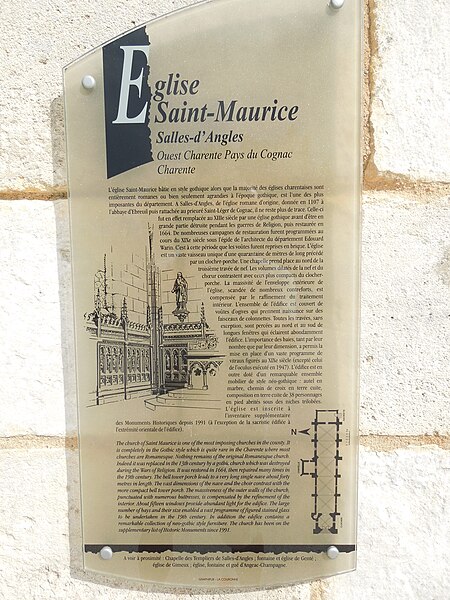 Eglise
Saint-Maurice
Salles-d'Angles
Ouest Charente Pays du Cognac
Charente
L'église Saint-Maurice bâtie en style gothique alors que la majorité des églises charentaises sont
entièrement romanes ou bien seulement agrandies à l'époque gothique, est l'une des plus
imposantes du département. A Salles-d'Angles, de l'église romane d'origine, donnée en 1107 à
l'abbaye d'Ebreuil puis rattachée au prieuré Saint-Léger de Cognac, il ne reste plus de trace. Celle-ci
fut en effet remplacée au XIIIe siècle par une église gothique avant d'être en
grande partie détruite pendant les guerres de Religion, puis restaurée en
1664. De nombreuses campagnes de restauration furent programmées au
cours du XIXe siècle sous l'égide de l'architecte du département Edouard
Warin. C'est à cette période que les voûtes furent reprises en brique. L'église
est un vaste vaisseau unique d'une quarantaine de mètres de long précédé
par un clocher-porche. Une chapelle prend place au nord de la
troisième travée de nef. Les volumes dilatés de la nef et du
chœur contrastent avec ceux plus compacts du clocher-
porche. La massivité de l'enveloppe extérieure de
l'église, scandée de nombreux contreforts, est
compensée par le raffinement du traitement
intérieur. L'ensemble de l'édifice est couvert de
voûtes d'ogives qui prennent naissance sur des
faisceaux de colonnettes. Toutes les travées, sans
exception, sont percées au nord et au sud de
longues fenêtres qui éclairent abondamment
l'édifice. L'importance des baies, tant par leur
nombre que par leur dimension, a permis la
mise en place d'un vaste programme de
vitraux figurés au XIXe siècle (excepté celui
de l'oculus exécuté en 1947). L'édifice est en
outre doté d'un remarquable ensemble
mobilier de style néo-gothique : autel en
marbre, chemin de croix en terre cuite,
composition en terre cuite de 38 personnages
en pied abrités sous des niches trilobées.
L'église est inscrite à
l'inventaire supplémentaire
des Monuments Historiques depuis 1991 (à l'exception de la sacristie édifiée à
l'extrémité orientale de l'édifice).
The church of Saint Maurice is one of the most imposing churches in the county. It
is completely in the Gothic style which is quite rare in the Charente where most
churches are Romanesque. Nothing remains of the original Romanesque church.
Indeed it was replaced in the 13th century by a gothic church which was destroyed
during the Wars of Religion. It was restored in 1664, then repaired many times in
the 19th century. The bell tower porch leads to a very long single nave about forty
metres in length. The vast dimensions of the nave and the choir contrast with the
more compact bell tower porch. The massiveness of the outer walls of the church,
punctuated with numerous buttresses, is compensated by the refinement of the
interior. About fifteen windows provide abundant light for the edifice. The large
number of bays and their size enabled a vast programme of figured stained glass
to be undertaken in the 19th century. In addition the edifice contains a
remarkable collection of neo-gothic style furniture. The church has been on the
supplementary list of Historic Monuments since 1991.
N
A voir à proximité : Chapelle des Templiers de Salles-d'Angles ; fontaine et église de Genté ;
église de Gimeux ; église, fontaine et gué d'Angeac-Champagne.